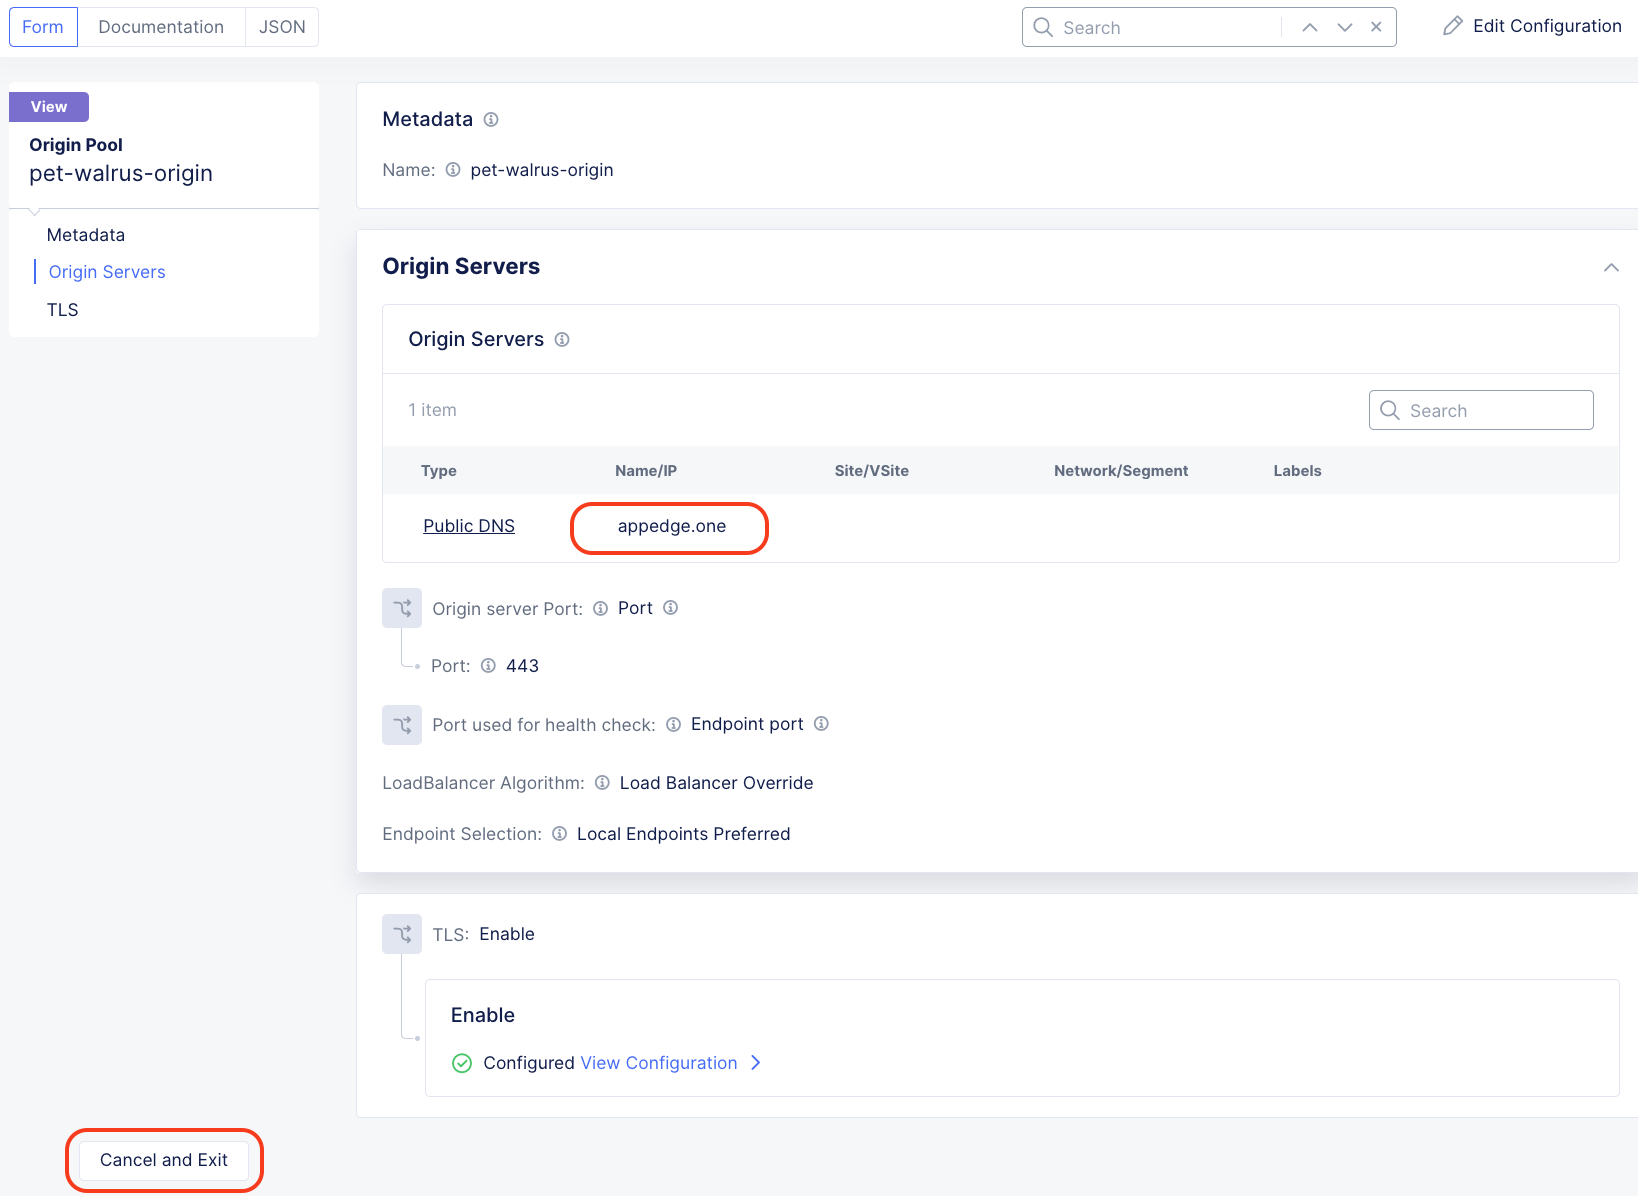 Form Documentation JSON Search Edit Configuration
View
Origin Pool
pet-walrus-origin
Metadata
Origin Servers
TLS
Metadata
Name: pet-walrus-origin
Origin Servers
Origin Servers
1 item Search
Type Name/IP Site/VSite Network/Segment Labels
Public DNS appedge.one
Origin server Port: Port
Port: 443
Port used for health check: Endpoint port
LoadBalancer Algorithm: Load Balancer Override
Endpoint Selection: Local Endpoints Preferred
TLS: Enable
Enable
Configured View Configuration
Cancel and Exit